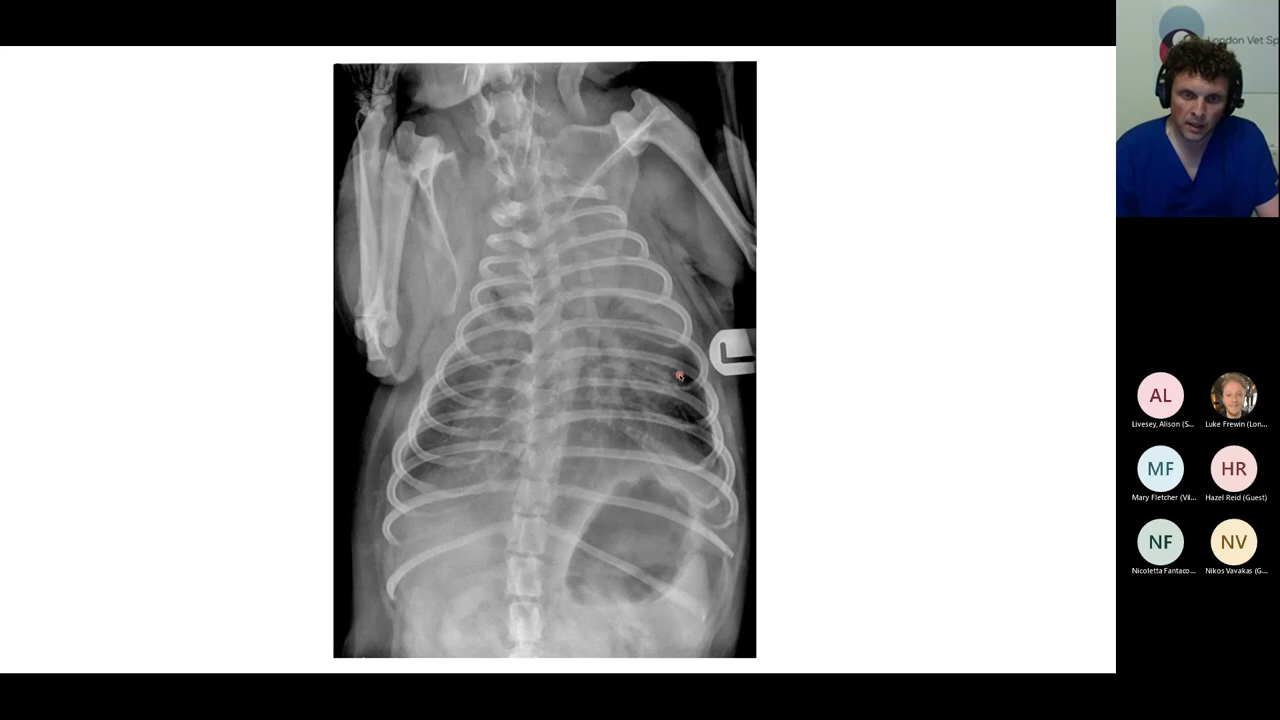 London Vet Sp
L
AL
Livesey, Alison (S...
Luke Frewin (Lon...
MF
HR
Mary Fletcher (Vil...
Hazel Reid (Guest)
NF
NV
Nicoletta Fantaco...
Nikos Vavakas (G...